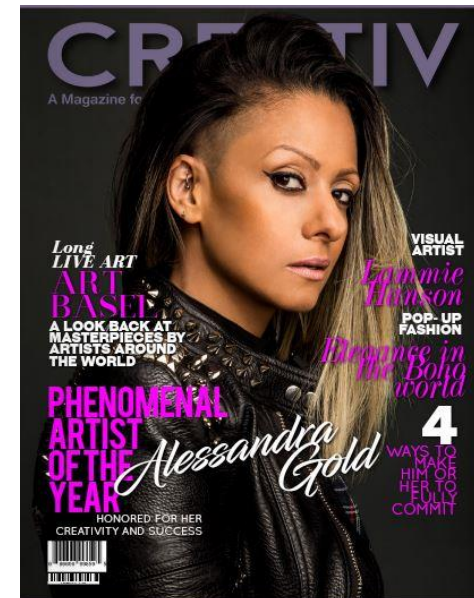 CREATIV
A Magazine fo
Long
LIVE ART
ART
BASEL
A LOOK BACK AT
MASTERPIECES BY
ARTISTS AROUND
THE WORLD
PHENOMENAL
ARTIST
OF THE
YEAR
Alessandra
Gold
HONORED FOR HER
CREATIVITY AND SUCCESS
VISUAL
ARTIST
Lammie
Hanson
POP-UP
FASHION
Elegance in
the Boho
world
4
WAYS TO
MAKE
HIM OR
HER TO
FULLY
COMMIT